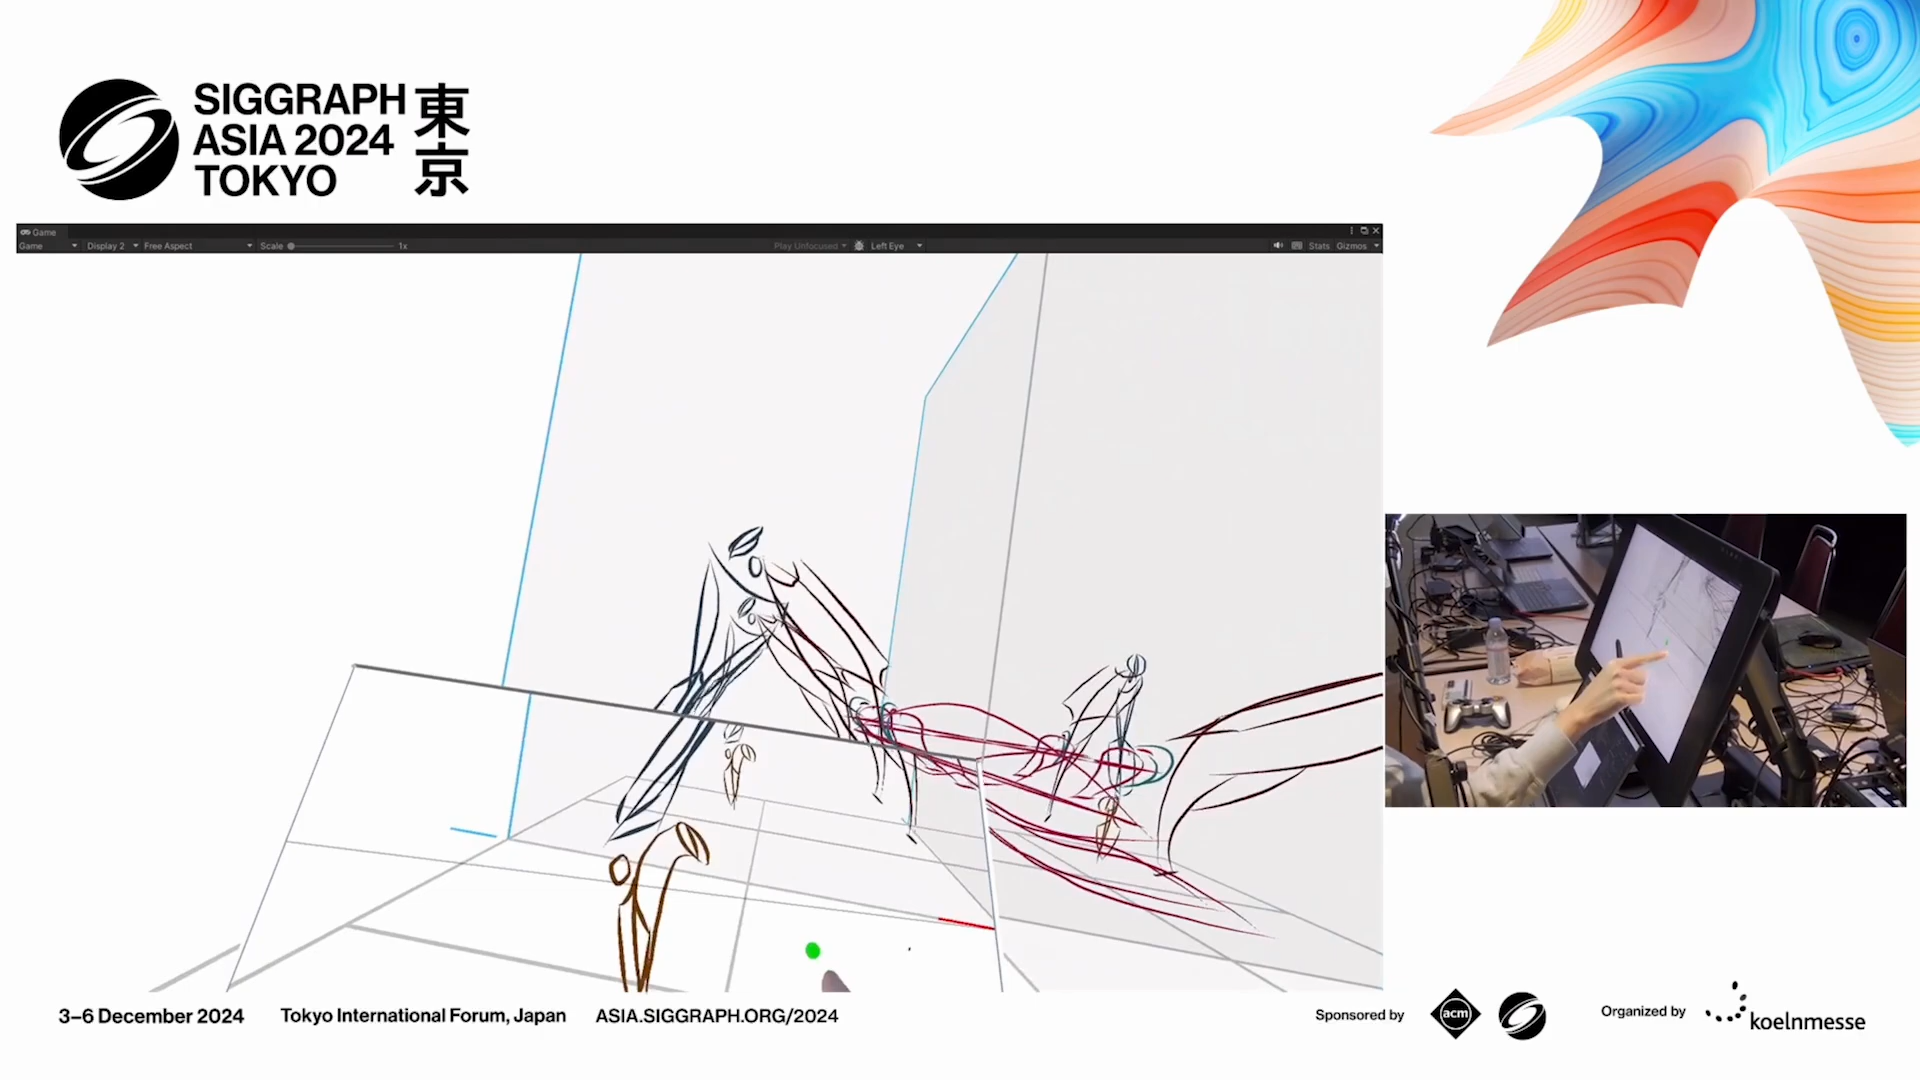 SIGGRAPH
ASIA 2024
TOKYO
東京
Game
Game Display 2 Free Aspect Scale 1x Play Unfocused Left Eye Stats Gizmos
3–6 December 2024 Tokyo International Forum, Japan ASIA.SIGGRAPH.ORG/2024
Sponsored by acm Organized by koelnmesse